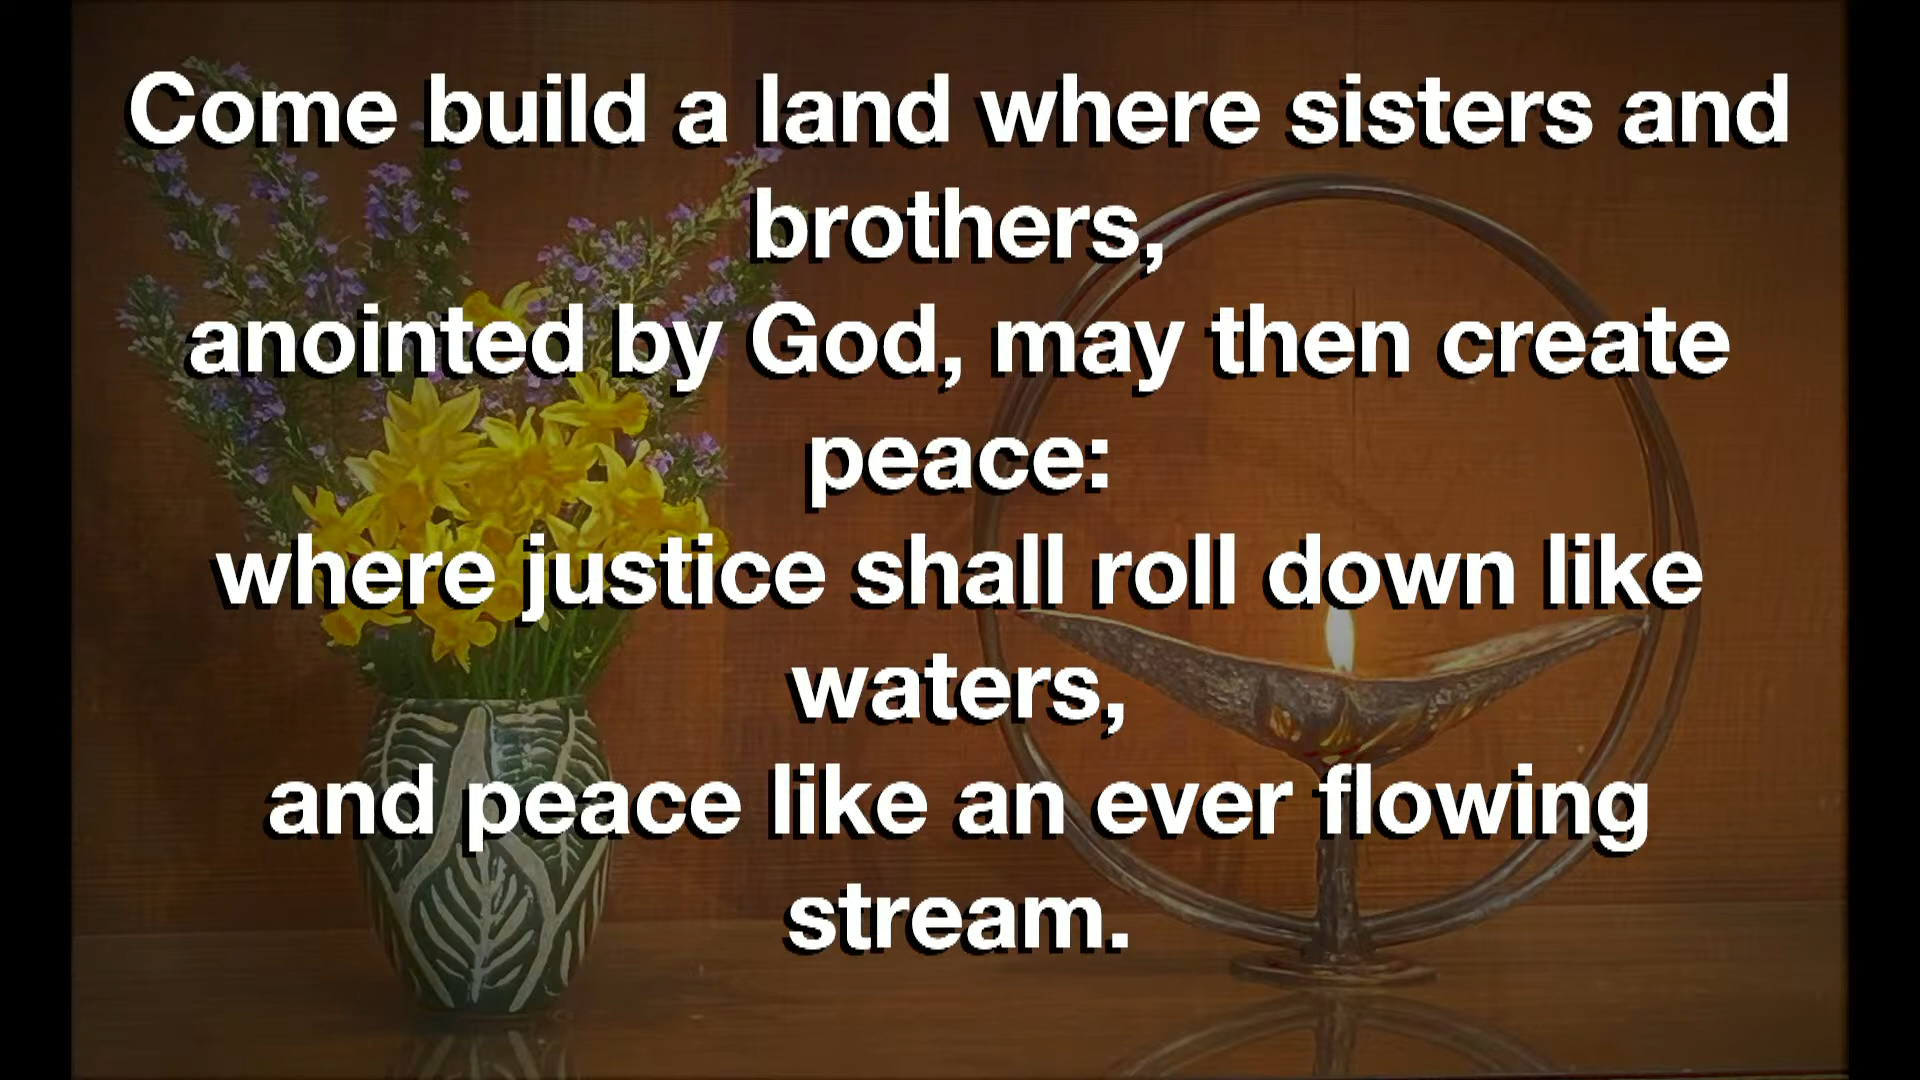 Come build a land where sisters and
brothers,
anointed by God, may then create
peace:
where justice shall roll down like
waters,
and peace like an ever flowing
stream.